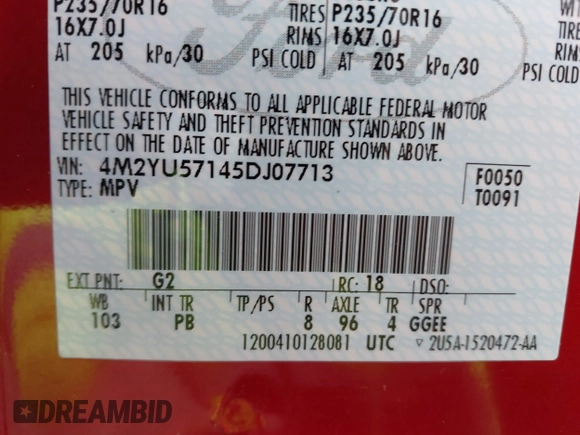 P235/70R16 TIRES P235/70R16
16X7.0J RIMS 16X7.0J TIRE
AT 205 kPa/30 PSI COLD AT 205 kPa/30 PSI COLD RIMS
AT
Ford
THIS VEHICLE CONFORMS TO ALL APPLICABLE FEDERAL MOTOR
VEHICLE SAFETY AND THEFT PREVENTION STANDARDS IN
EFFECT ON THE DATE OF MANUFACTURE SHOWN ABOVE.
VIN: 4M2YU57145DJ07713 F0050
TYPE: MPV T0091
EXT PNT: G2 RC: 18 DSO:
WB INT TR TP/PS R AXLE TR SPR
103 PB 8 96 4 GGEE
1200410128081 UTC ▽ 2U5A-1520472-AA
DREAMBID